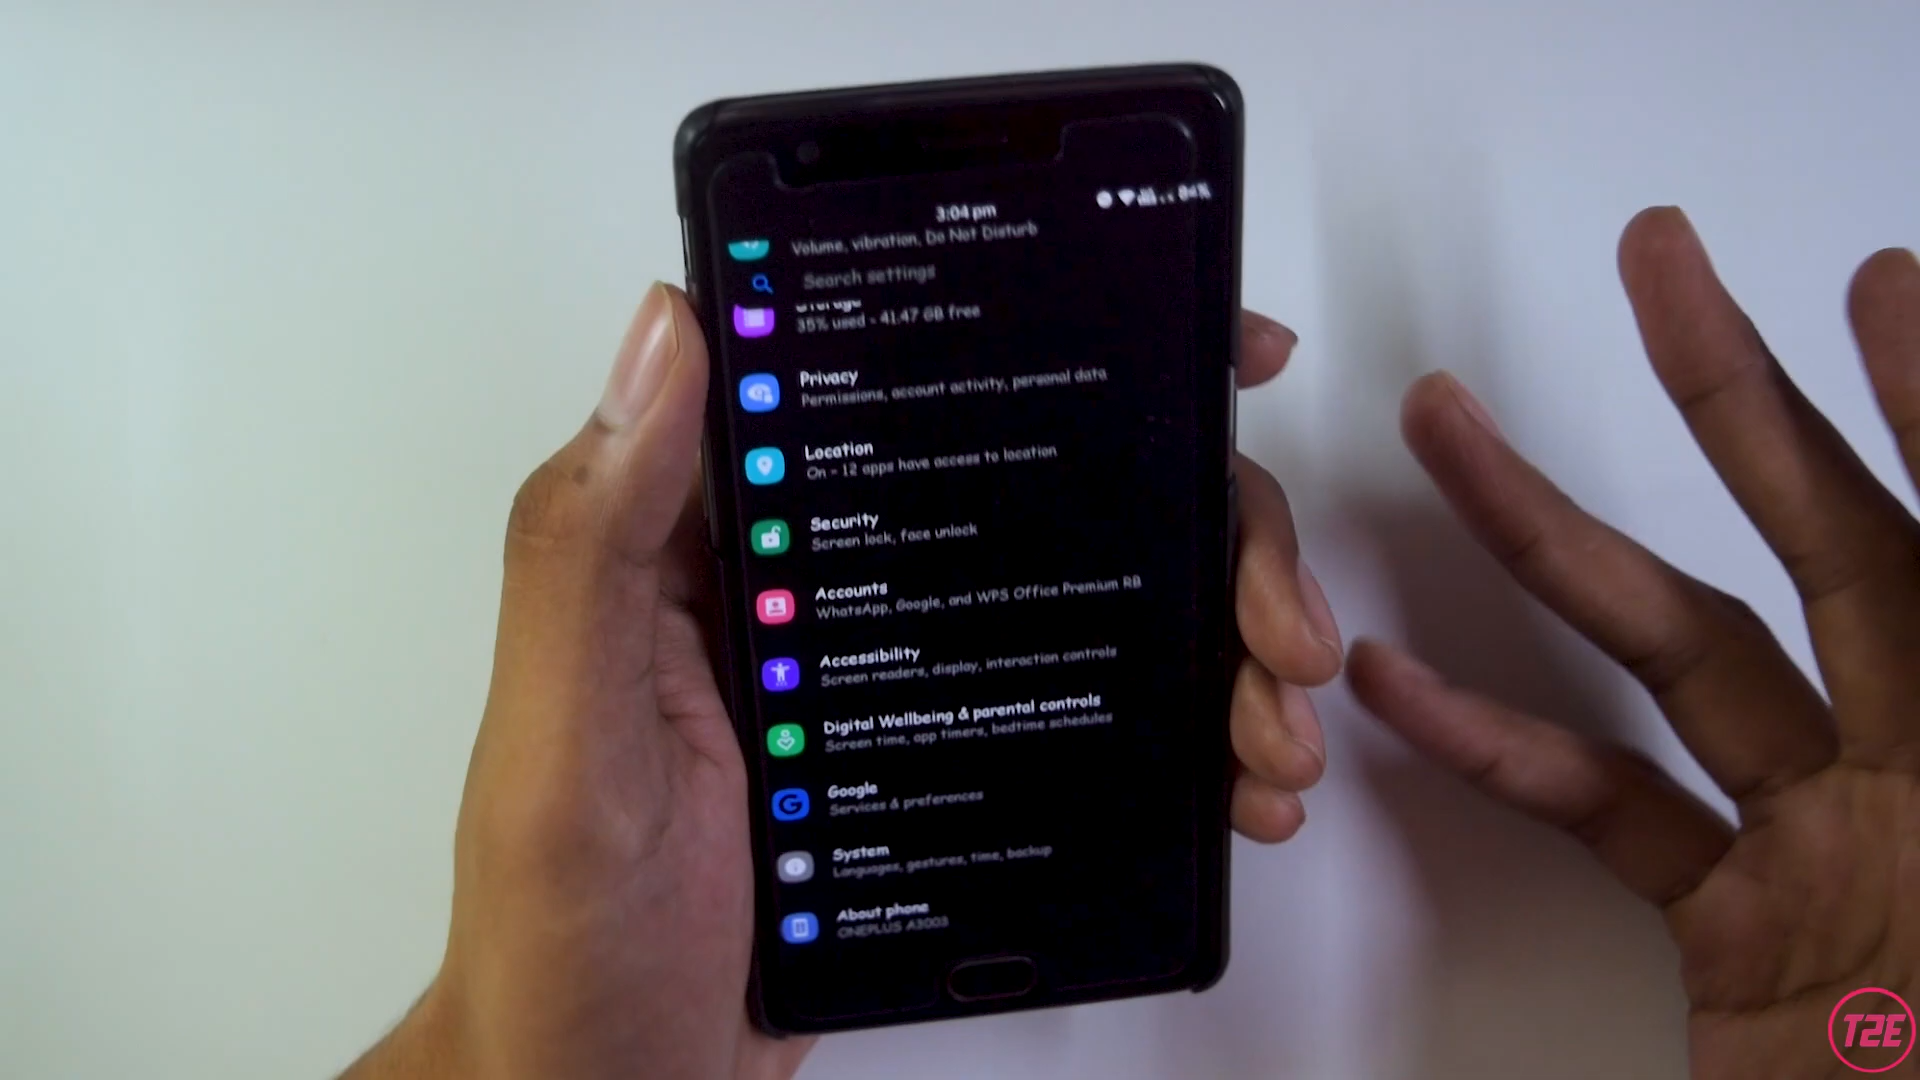 3:04 pm
84%
Volume, vibration, Do Not Disturb
Search settings
Storage
35% used - 41.47 GB free
Privacy
Permissions, account activity, personal data
Location
On - 12 apps have access to location
Security
Screen lock, face unlock
Accounts
WhatsApp, Google, and WPS Office Premium RB
Accessibility
Screen readers, display, interaction controls
Digital Wellbeing & parental controls
Screen time, app timers, bedtime schedules
Google
Services & preferences
System
Languages, gestures, time, backup
About phone
ONEPLUS A3003
T2E